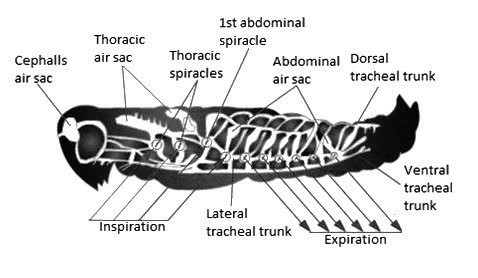 1st abdominal
spiracle
Thoracic
air sac
Thoracic
spiracles
Cephalls
air sac
Abdominal
air sac
Dorsal
tracheal trunk
Ventral
tracheal
trunk
Lateral
tracheal trunk
Inspiration
Expiration